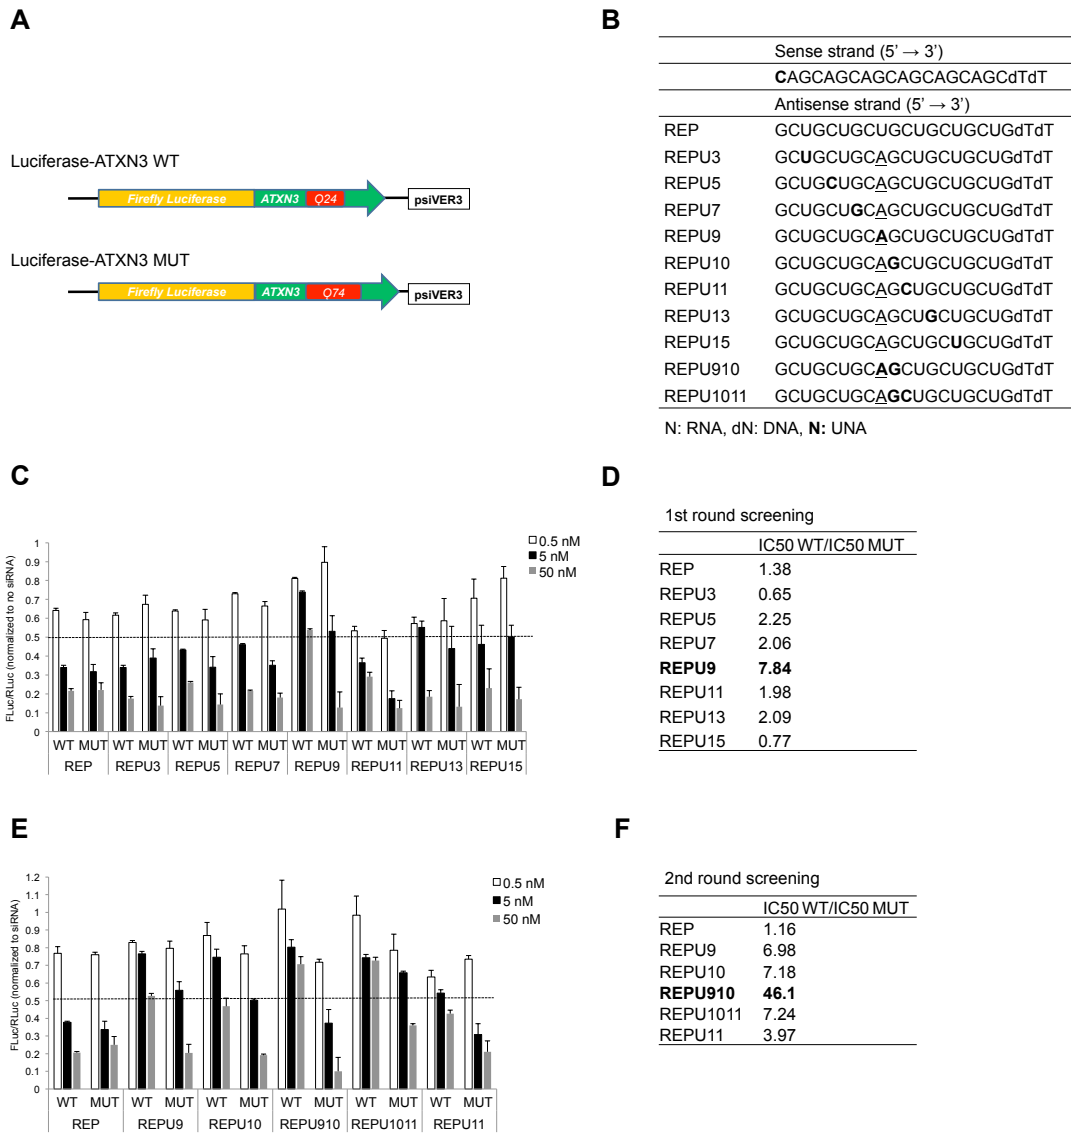 A
Luciferase-ATXN3 WT
Firefly Luciferase ATXN3 Q24 psiVER3
Luciferase-ATXN3 MUT
Firefly Luciferase ATXN3 Q74 psiVER3
B
Sense strand (5' → 3')
CAGCAGCAGCAGCAGCAGCdTdT
Antisense strand (5' → 3')
REP GCUGCUGCUGCUGCUGCUGdTdT
REPU3 GCUGCUGCAGCUGCUGCUGdTdT
REPU5 GCUGCUGCAGCUGCUGCUGdTdT
REPU7 GCUGCUGCAGCUGCUGCUGdTdT
REPU9 GCUGCUGCAGCUGCUGCUGdTdT
REPU10 GCUGCUGCAGCUGCUGCUGdTdT
REPU11 GCUGCUGCAGCUGCUGCUGdTdT
REPU13 GCUGCUGCAGCUGCUGCUGdTdT
REPU15 GCUGCUGCAGCUGCUGCUGdTdT
REPU910 GCUGCUGCAGCUGCUGCUGdTdT
REPU1011 GCUGCUGCAGCUGCUGCUGdTdT
N: RNA, dN: DNA, N: UNA
C
FLuc/RLuc (normalized to no siRNA)
1
0.9
0.8
0.7
0.6
0.5
0.4
0.3
0.2
0.1
0
0.5 nM
5 nM
50 nM
WT MUT WT MUT WT MUT WT MUT WT MUT WT MUT WT MUT WT MUT
REP REPU3 REPU5 REPU7 REPU9 REPU11 REPU13 REPU15
D
1st round screening
IC50 WT/IC50 MUT
REP 1.38
REPU3 0.65
REPU5 2.25
REPU7 2.06
REPU9 7.84
REPU11 1.98
REPU13 2.09
REPU15 0.77
E
FLuc/RLuc (normalized to siRNA)
1.2
1.1
1
0.9
0.8
0.7
0.6
0.5
0.4
0.3
0.2
0.1
0
0.5 nM
5 nM
50 nM
WT MUT WT MUT WT MUT WT MUT WT MUT WT MUT
REP REPU9 REPU10 REPU910 REPU1011 REPU11
F
2nd round screening
IC50 WT/IC50 MUT
REP 1.16
REPU9 6.98
REPU10 7.18
REPU910 46.1
REPU1011 7.24
REPU11 3.97